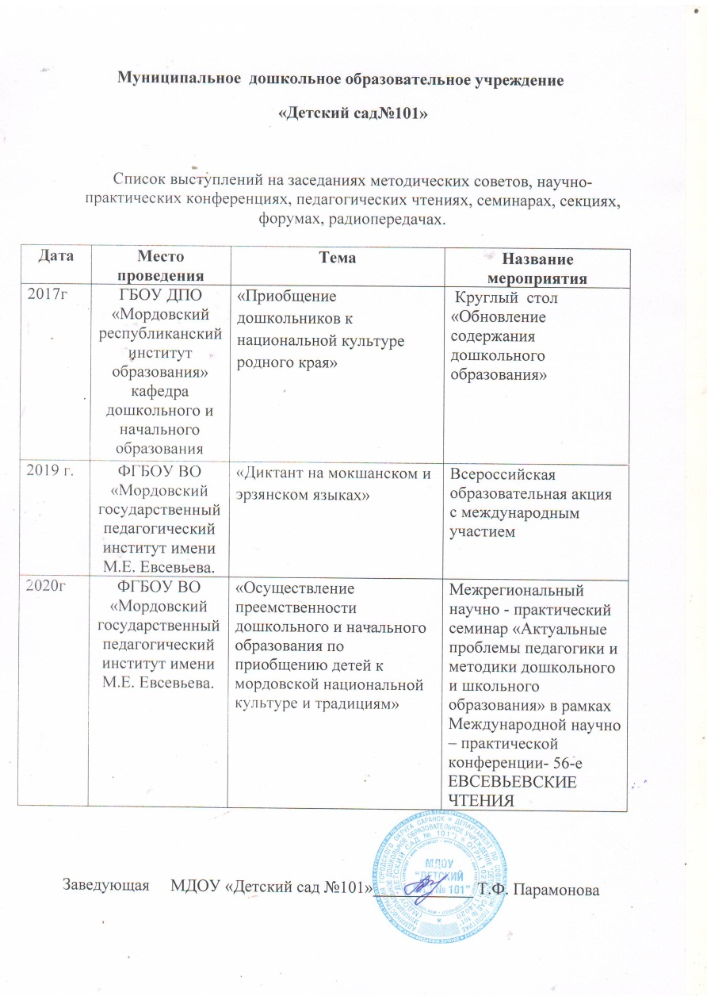 Муниципальное дошкольное образовательное учреждение
«Детский сад№101»
Список выступлений на заседаниях методических советов, научно-
практических конференциях, педагогических чтениях, семинарах, секциях,
форумах, радиопередачах.
Дата
Место
проведения
Тема
Название
мероприятия
2017г
ГБОУ ДПО
«Мордовский
республиканский
институт
образования»
кафедра
дошкольного и
начального
образования
«Приобщение
дошкольников к
национальной культуре
родного края»
Круглый стол
«Обновление
содержания
дошкольного
образования»
2019 г.
ФГБОУ ВО
«Мордовский
государственный
педагогический
институт имени
М.Е. Евсевьева.
«Диктант на мокшанском и
эрзянском языках»
Всероссийская
образовательная акция
с международным
участием
2020г
ФГБОУ ВО
«Мордовский
государственный
педагогический
институт имени
М.Е. Евсевьева.
«Осуществление
преемственности
дошкольного и начального
образования по
приобщению детей к
мордовской национальной
культуре и традициям»
Межрегиональный
научно - практический
семинар «Актуальные
проблемы педагогики и
методики дошкольного
и школьного
образования» в рамках
Международной научно
– практической
конференции- 56-е
ЕВСЕВЬЕВСКИЕ
ЧТЕНИЯ
Заведующая МДОУ «Детский сад №101»____________ Т.Ф. Парамонова
МДОУ
"ДЕТСКИЙ
№ 101"